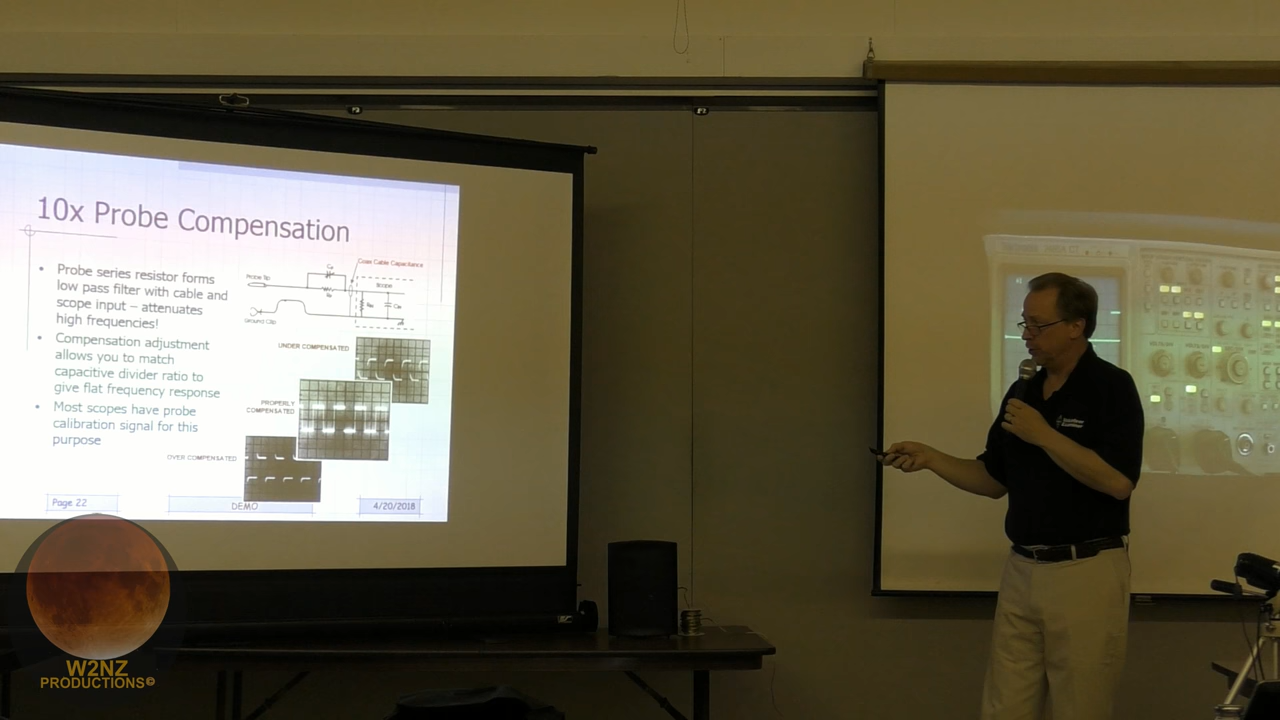 10x Probe Compensation
• Probe series resistor forms
low pass filter with cable and
scope input – attenuates
high frequencies!
• Compensation adjustment
allows you to match
capacitive divider ratio to
give flat frequency response
• Most scopes have probe
calibration signal for this
purpose
Coax Cable Capacitance
Probe Tip
Scope
Ground Clip
UNDER COMPENSATED
PROPERLY
COMPENSATED
OVER COMPENSATED
Page 22
DEMO
4/20/2018
W2NZ
PRODUCTIONS©